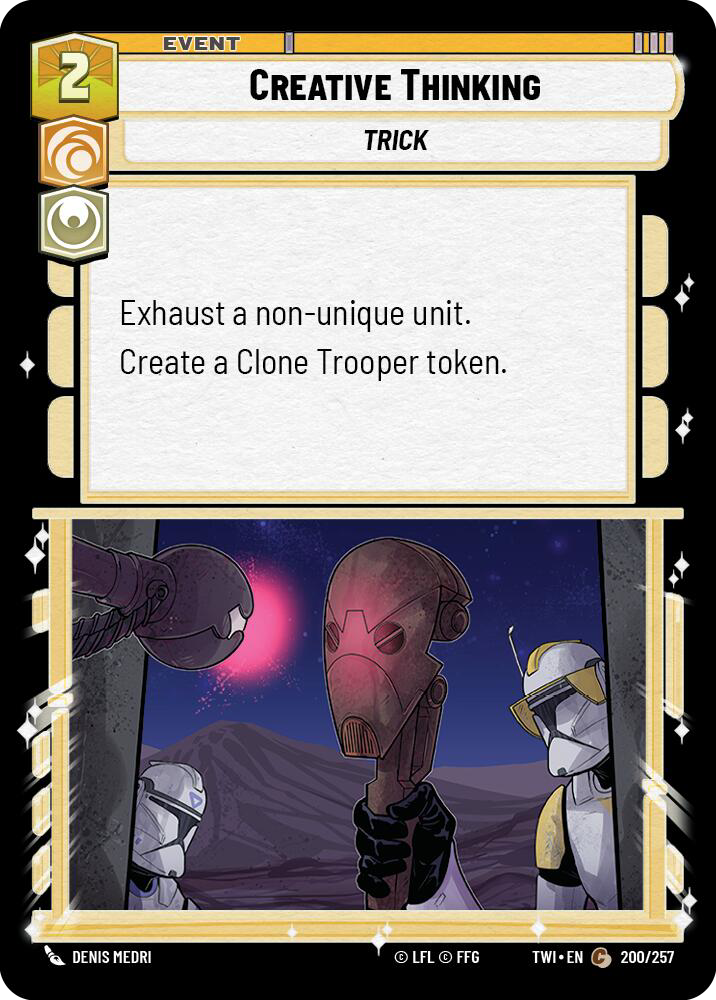 EVENT
2
CREATIVE THINKING
TRICK
Exhaust a non-unique unit.
Create a Clone Trooper token.
DENIS MEDRI
© LFL © FFG
TWI • EN C 200/257